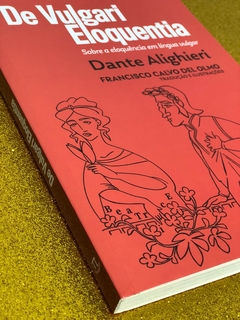 De Vulgari
Eloquentia
Sobre a eloquência em língua vulgar
Dante Alighieri
FRANCISCO CALVO DEL OLMO
TRADUÇÃO E ILUSTRAÇÕES